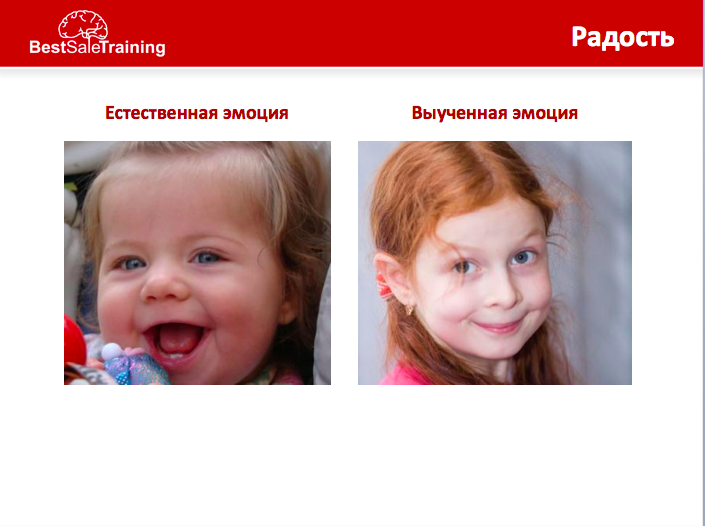 BestSaleTraining
Радость
Естественная эмоция
Выученная эмоция